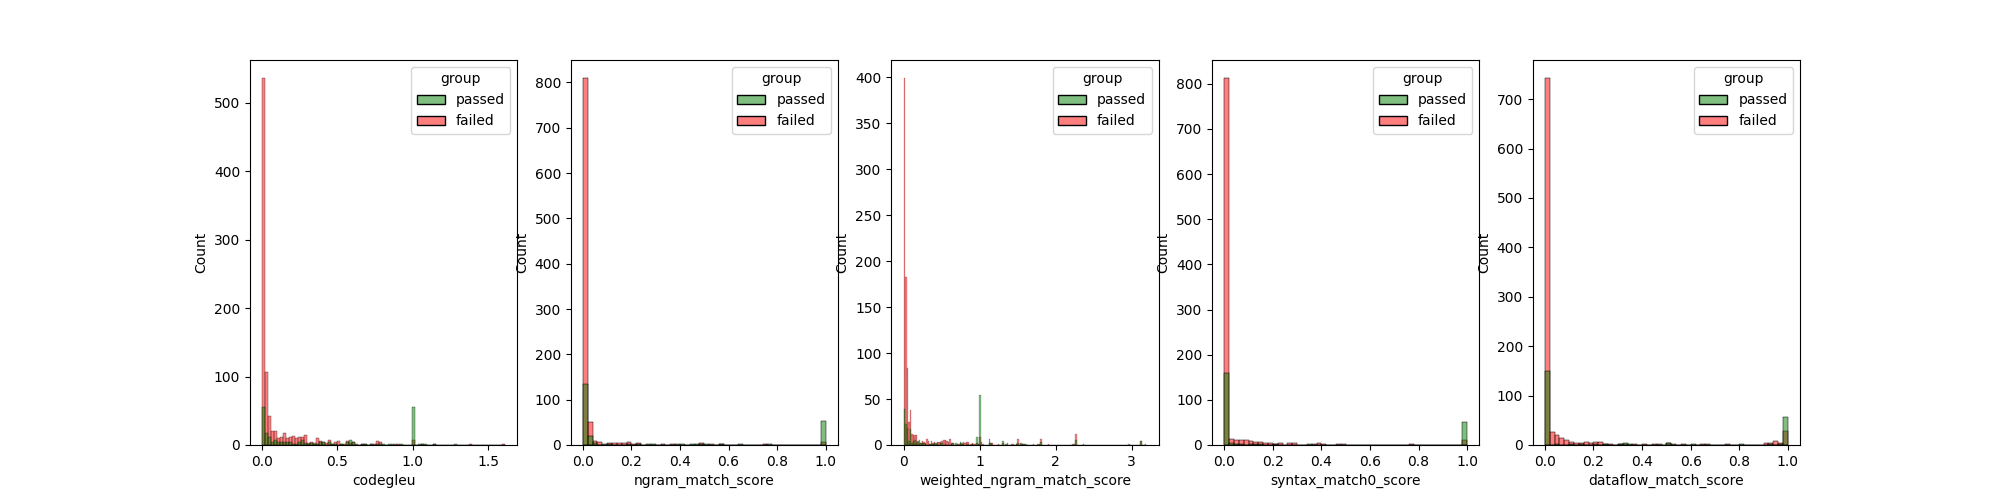 group
passed
failed
500
400
300
200
100
0
Count
0.0 0.5 1.0 1.5
codegleu
group
passed
failed
800
700
600
500
400
300
200
100
0
Count
0.0 0.2 0.4 0.6 0.8 1.0
ngram_match_score
group
passed
failed
400
350
300
250
200
150
100
50
0
Count
0 1 2 3
weighted_ngram_match_score
group
passed
failed
800
700
600
500
400
300
200
100
0
Count
0.0 0.2 0.4 0.6 0.8 1.0
syntax_match0_score
group
passed
failed
700
600
500
400
300
200
100
0
Count
0.0 0.2 0.4 0.6 0.8 1.0
dataflow_match_score